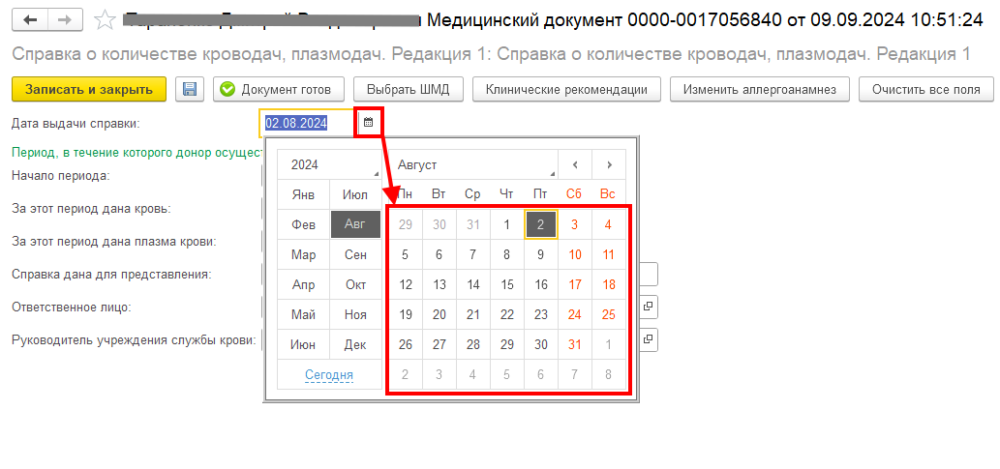 Медицинский документ 0000-0017056840 от 09.09.2024 10:51:24
Справка о количестве кроводач, плазмодач. Редакция 1: Справка о количестве кроводач, плазмодач. Редакция 1
Записать и закрыть Документ готов Выбрать ШМД Клинические рекомендации Изменить аллергоанамнез Очистить все поля
Дата выдачи справки: 02.08.2024
Период, в течение которого донор осущест
2024 Август
Начало периода:
Янв Июл Пн Вт Ср Чт Пт Сб Вс
За этот период дана кровь:
Фев Авг 29 30 31 1 2 3 4
За этот период дана плазма крови:
Мар Сен 5 6 7 8 9 10 11
Справка дана для представления:
Апр Окт 12 13 14 15 16 17 18
Ответственное лицо:
Май Ноя 19 20 21 22 23 24 25
Руководитель учреждения службы крови:
Июн Дек 26 27 28 29 30 31 1
Сегодня 2 3 4 5 6 7 8